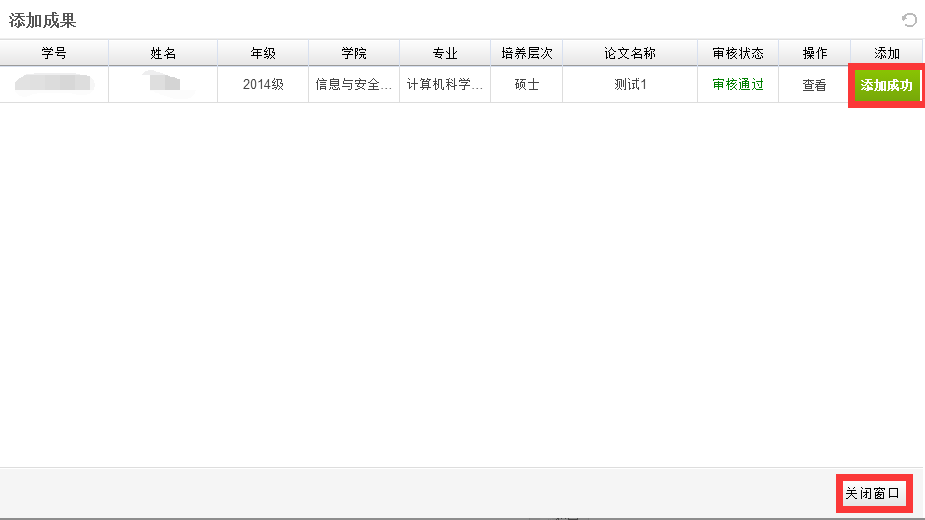 添加成果
学号 姓名 年级 学院 专业 培养层次 论文名称 审核状态 操作 添加
2014级 信息与安全... 计算机科学... 硕士 测试1 审核通过 查看 添加成功
关闭窗口